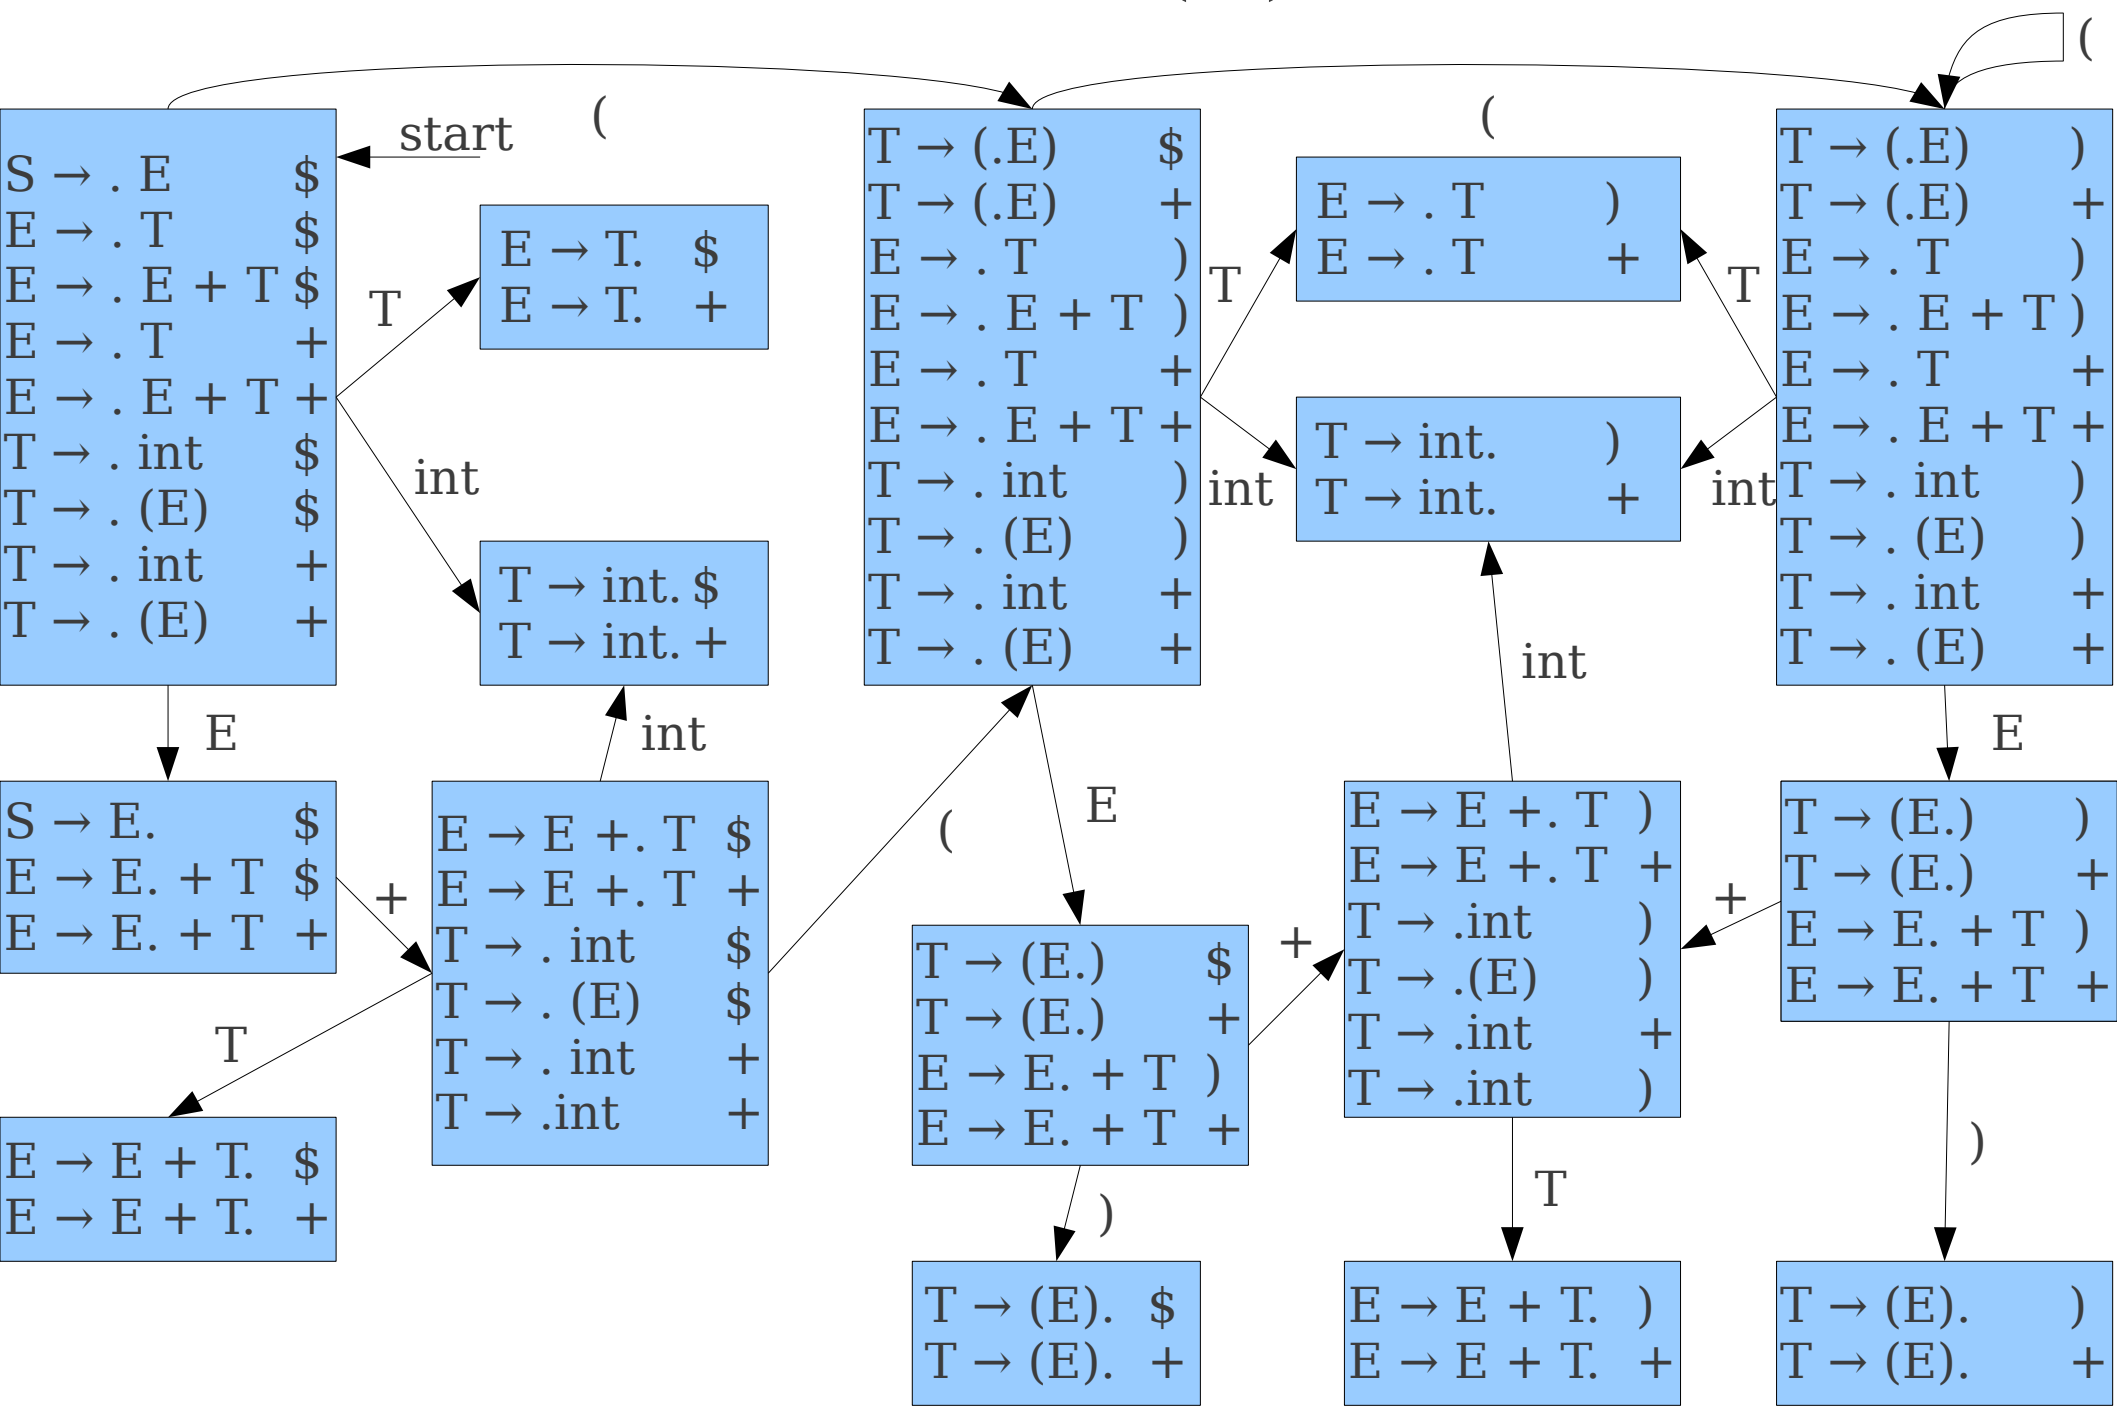 (
start
(
(
S → . E $
E → . T $
E → . E + T $
E → . T +
E → . E + T +
T → . int $
T → . (E) $
T → . int +
T → . (E) +
T
int
E → T. $
E → T. +
T → int. $
T → int. +
T → (.E) $
T → (.E) +
E → . T )
E → . E + T )
E → . T +
E → . E + T +
T → . int )
T → . (E) )
T → . int +
T → . (E) +
T
int
E → . T )
E → . T +
T → int. )
T → int. +
T
int
T → (.E) )
T → (.E) +
E → . T )
E → . E + T )
E → . T +
E → . E + T +
T → . int )
T → . (E) )
T → . int +
T → . (E) +
E
int
(
E
int
E
S → E. $
E → E. + T $
E → E. + T +
+
T
E → E +. T $
E → E +. T +
T → . int $
T → . (E) $
T → . int +
T → .int +
E → E + T. $
E → E + T. +
T → (E.) $
T → (E.) +
E → E. + T )
E → E. + T +
+
)
E → E +. T )
E → E +. T +
T → .int )
T → .(E) )
T → .int +
T → .int )
+
T
T → (E.) )
T → (E.) +
E → E. + T )
E → E. + T +
)
T → (E). $
T → (E). +
E → E + T. )
E → E + T. +
T → (E). )
T → (E). +